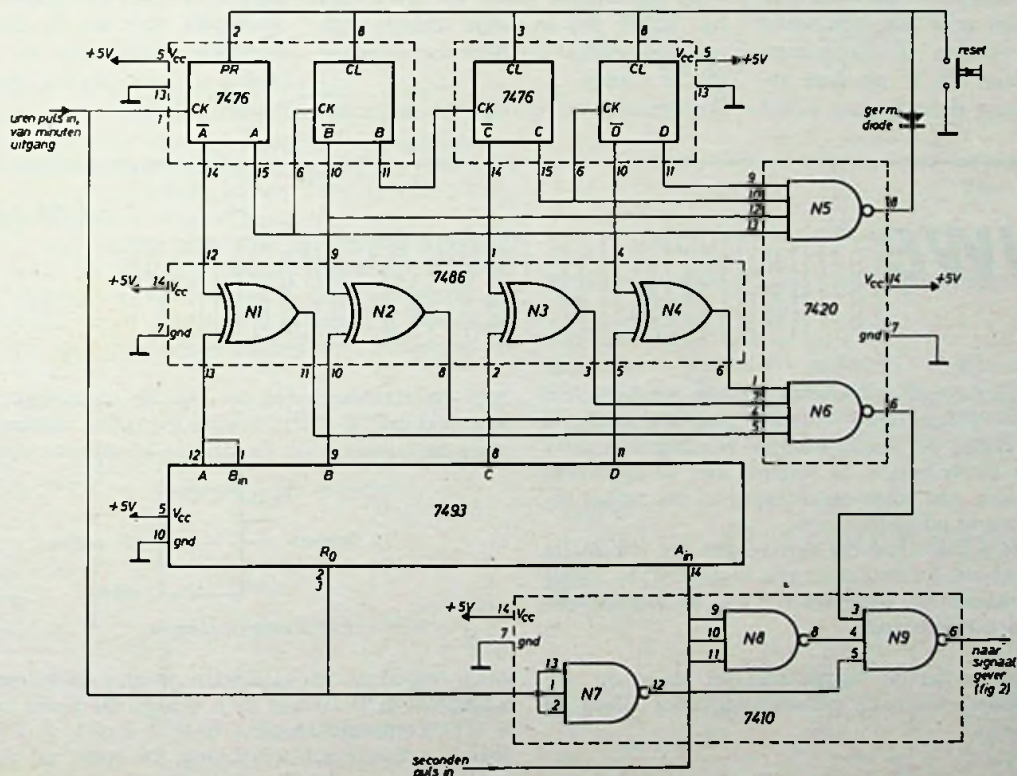 2 8 3 8
+5V 5 Vcc PR CL CL CL Vcc 5 +5V reset
13 7476 7476 13
CK CK CK CK
1
uren puls in,
van minuten
uitgang
A A B B C C D D
germ.
diode
14 15 6 10 11 14 15 6 10 11
9
10
12
13
N5 8
12 9 1 4
+5V 14 Vcc 7486 Vcc 14 +5V
N1 N2 N3 N4 7420
7 gnd gnd 7
13 11 10 8 2 3 5 6
1
2
4
5
N6 6
12 1 9 8 11
A Bin B C D
+5V 5 Vcc 7493
10 gnd
R0 Ain
2
3
14
+5V 14 Vcc
7 gnd
9
10
11
N8 8
3
4
5
N9 6
naar
signaal
gever
(fig 2)
13
1
2
N7 12
7410
seconden
puls in